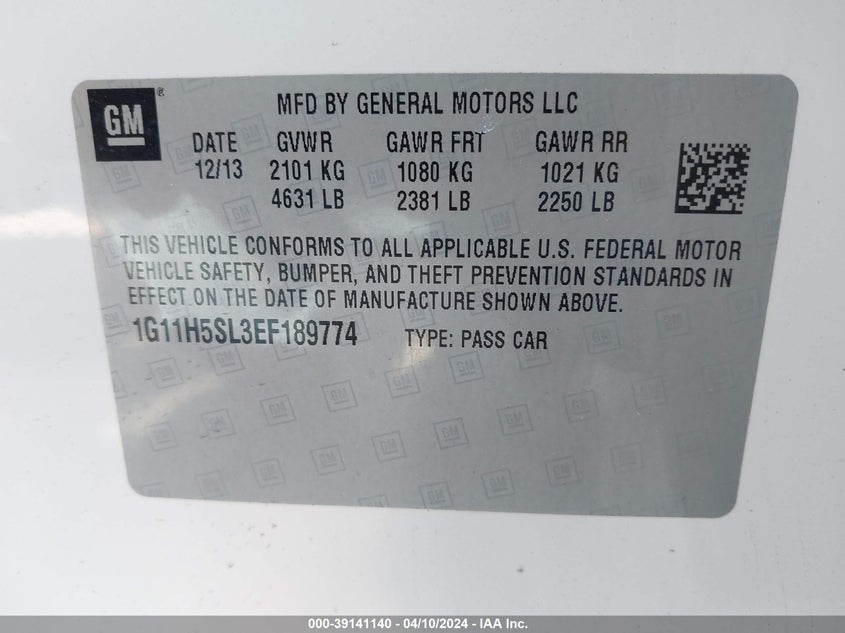 GM ®
MFD BY GENERAL MOTORS LLC
DATE GVWR GAWR FRT GAWR RR
12/13 2101 KG 1080 KG 1021 KG
4631 LB 2381 LB 2250 LB
THIS VEHICLE CONFORMS TO ALL APPLICABLE U.S. FEDERAL MOTOR
VEHICLE SAFETY, BUMPER, AND THEFT PREVENTION STANDARDS IN
EFFECT ON THE DATE OF MANUFACTURE SHOWN ABOVE.
1G11H5SL3EF189774 TYPE: PASS CAR
000-39141140 - 04/10/2024 - IAA, Inc.